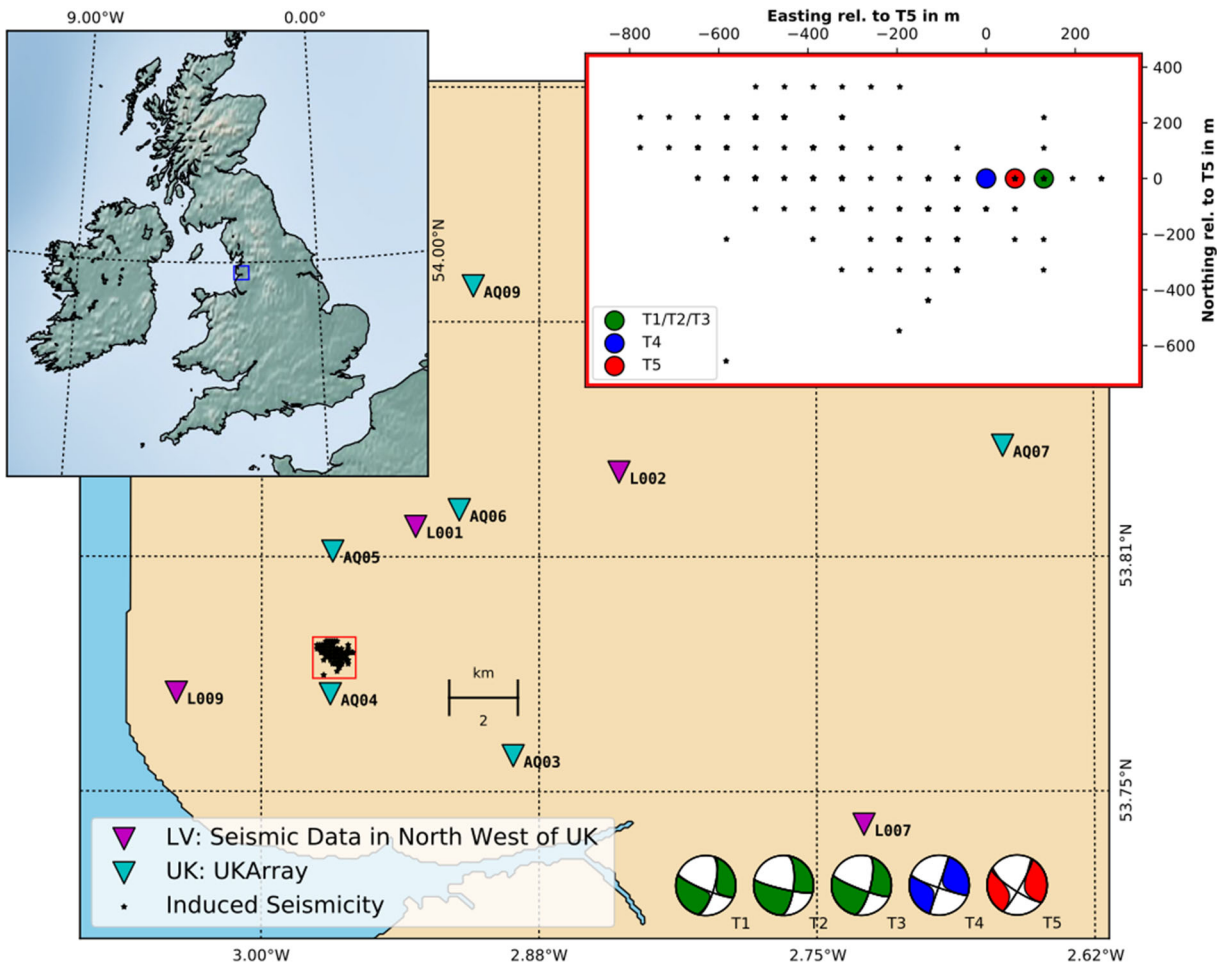 9.00°W 0.00°
Easting rel. to T5 in m
−800 −600 −400 −200 0 200
400
200
0
−200
−400
−600
Northing rel. to T5 in m
T1/T2/T3
T4
T5
54.00°N
AQ09
AQ07
L002
AQ06
L001
AQ05
53.81°N
km
2
L009
AQ04
AQ03
53.75°N
L007
LV: Seismic Data in North West of UK
UK: UKArray
Induced Seismicity
T1 T2 T3 T4 T5
3.00°W 2.88°W 2.75°W 2.62°W